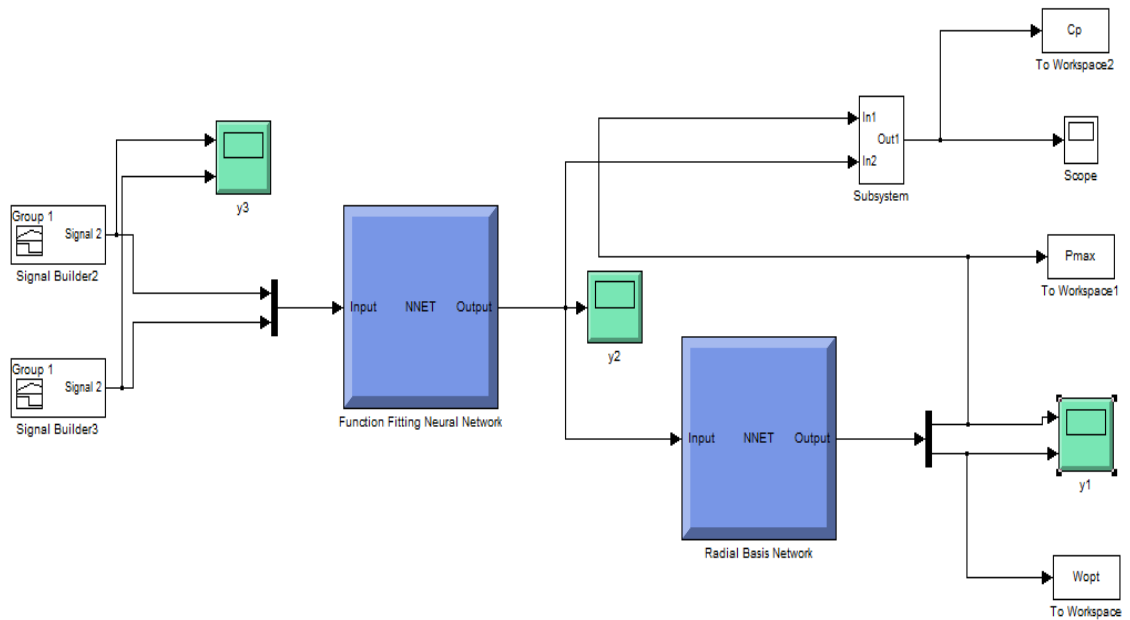 Cp
To Workspace2
In1
Out1
In2
Subsystem
Scope
y3
Group 1
Signal 2
Signal Builder2
Pmax
To Workspace1
Input NNET Output
Function Fitting Neural Network
y2
Group 1
Signal 2
Signal Builder3
Input NNET Output
Radial Basis Network
y1
Wopt
To Workspace